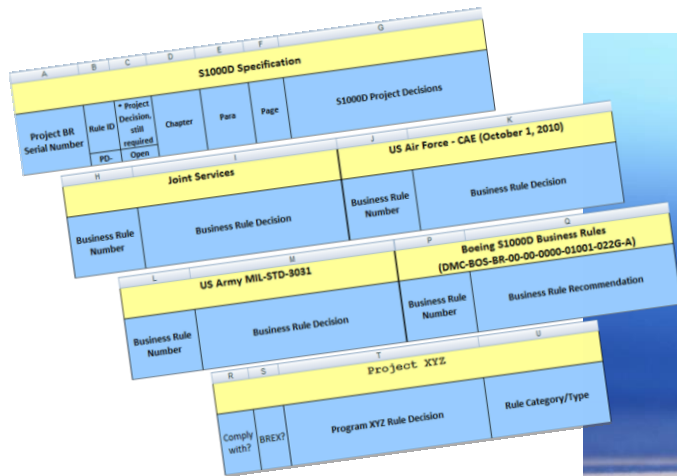 A B C D E F G
S1000D Specification
Project BR
Serial Number
Rule ID
PD-
* Project
Decision,
still
required
Open
Chapter
Para
Page
S1000D Project Decisions
H I J K
Joint Services
US Air Force - CAE (October 1, 2010)
Business Rule
Number
Business Rule Decision
Business Rule
Number
Business Rule Decision
L M P Q
US Army MIL-STD-3031
Boeing S1000D Business Rules
(DMC-BOS-BR-00-00-0000-01001-022G-A)
Business Rule
Number
Business Rule Decision
Business Rule
Number
Business Rule Recommendation
R S T U
Project XYZ
Comply
with?
BREX?
Program XYZ Rule Decision
Rule Category/Type